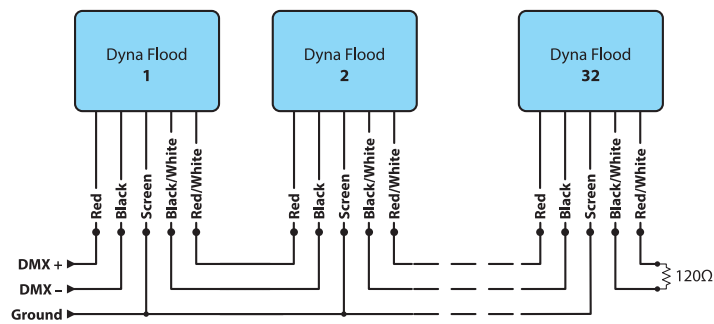 Dyna Flood
1
Dyna Flood
2
Dyna Flood
32
Red
Black
Screen
Black/White
Red/White
Red
Black
Screen
Black/White
Red/White
Red
Black
Screen
Black/White
Red/White
DMX +
DMX –
Ground
120Ω